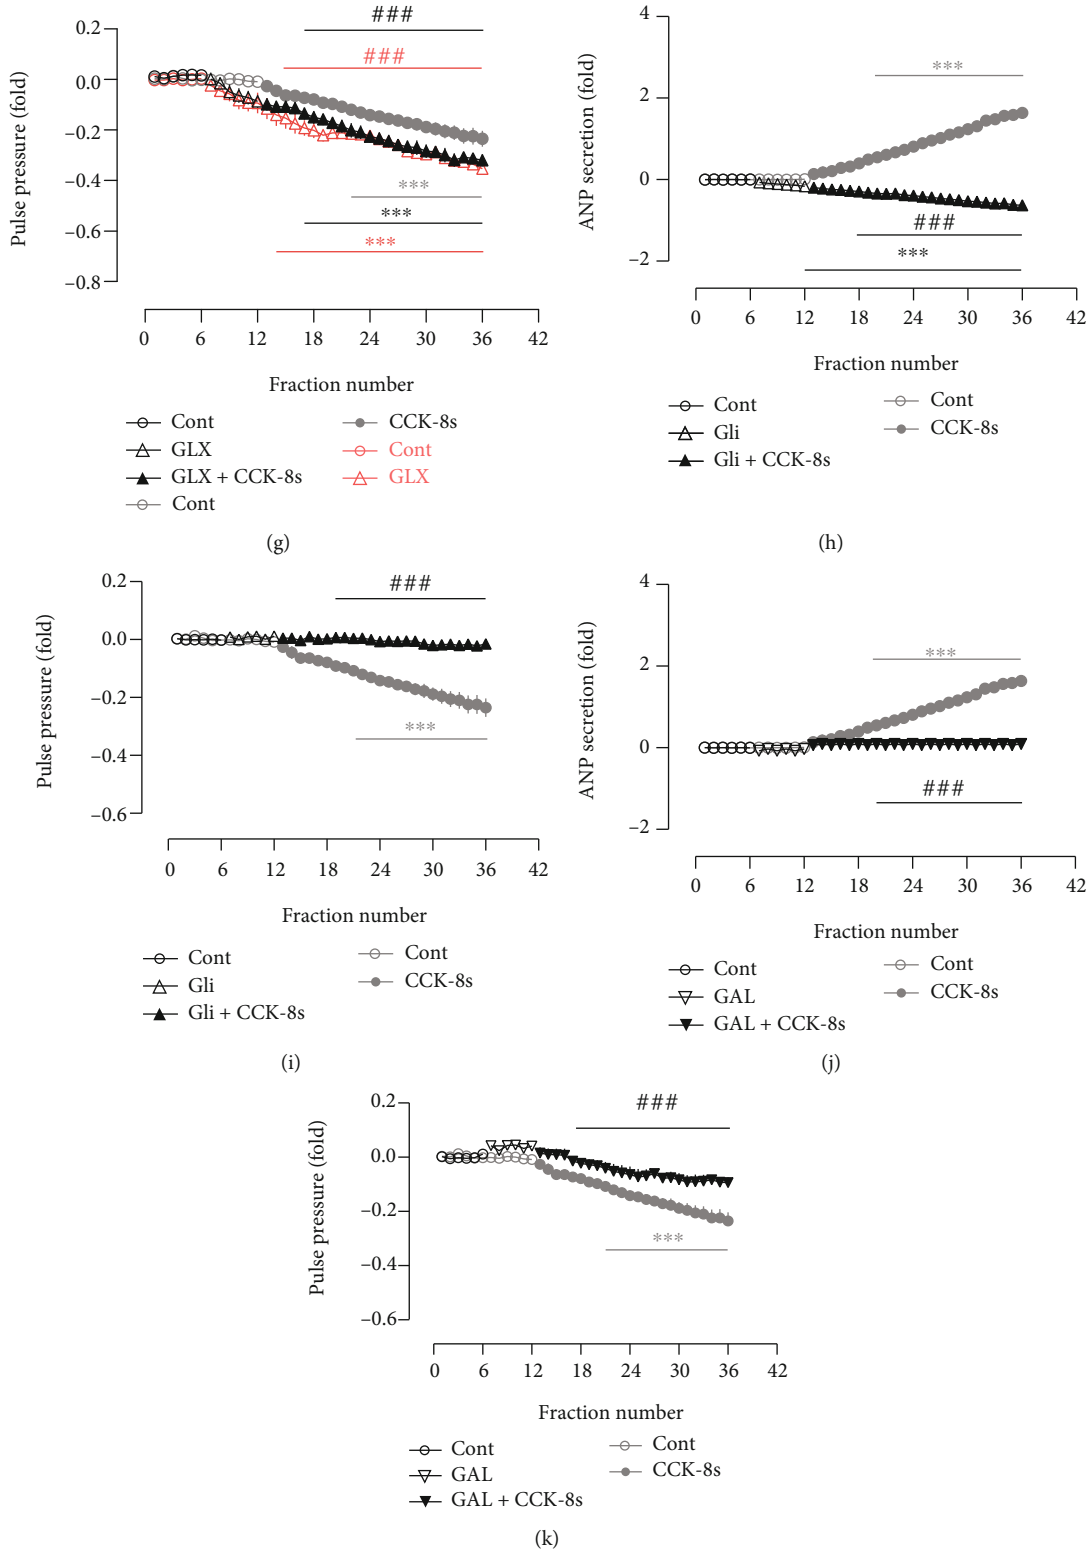 0.2
0.0
−0.2
−0.4
−0.6
−0.8
Pulse pressure (fold)
###
###
***
***
***
0 6 12 18 24 30 36 42
Fraction number
Cont
GLX
GLX + CCK-8s
Cont
CCK-8s
Cont
GLX
(g)
4
2
0
−2
ANP secretion (fold)
***
###
***
0 6 12 18 24 30 36 42
Fraction number
Cont
Gli
Gli + CCK-8s
Cont
CCK-8s
(h)
0.2
0.0
−0.2
−0.4
−0.6
Pulse pressure (fold)
###
***
0 6 12 18 24 30 36 42
Fraction number
Cont
Gli
Gli + CCK-8s
Cont
CCK-8s
(i)
4
2
0
−2
ANP secretion (fold)
***
###
0 6 12 18 24 30 36 42
Fraction number
Cont
GAL
GAL + CCK-8s
Cont
CCK-8s
(j)
0.2
0.0
−0.2
−0.4
−0.6
Pulse pressure (fold)
###
***
0 6 12 18 24 30 36 42
Fraction number
Cont
GAL
GAL + CCK-8s
Cont
CCK-8s
(k)